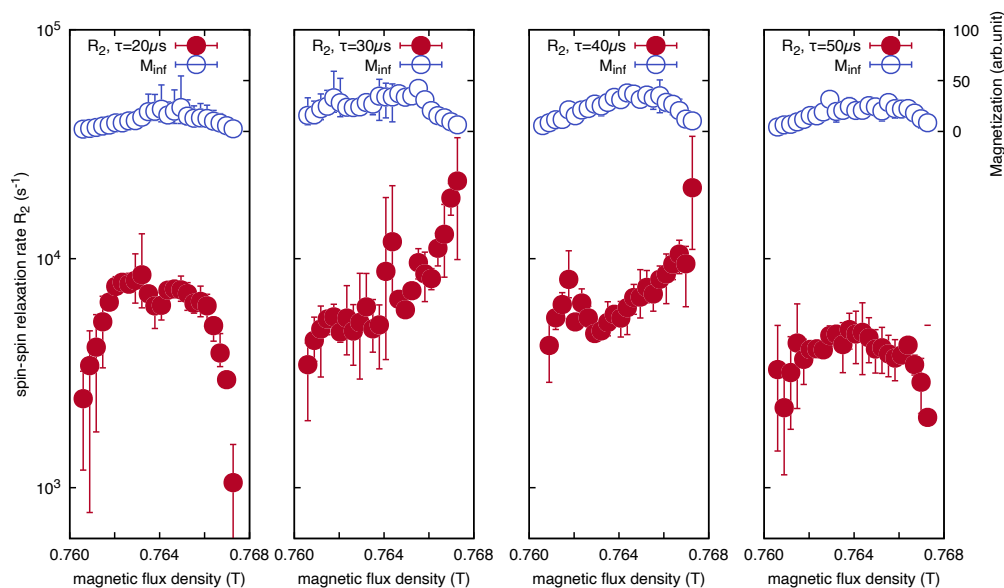 R2, τ=20μs
Minf
R2, τ=30μs
Minf
R2, τ=40μs
Minf
R2, τ=50μs
Minf
10^5
10^4
10^3
spin-spin relaxation rate R2 (s^-1)
100
50
0
Magnetization (arb.unit)
0.760 0.764 0.768
0.760 0.764 0.768
0.760 0.764 0.768
0.760 0.764 0.768
magnetic flux density (T)
magnetic flux density (T)
magnetic flux density (T)
magnetic flux density (T)